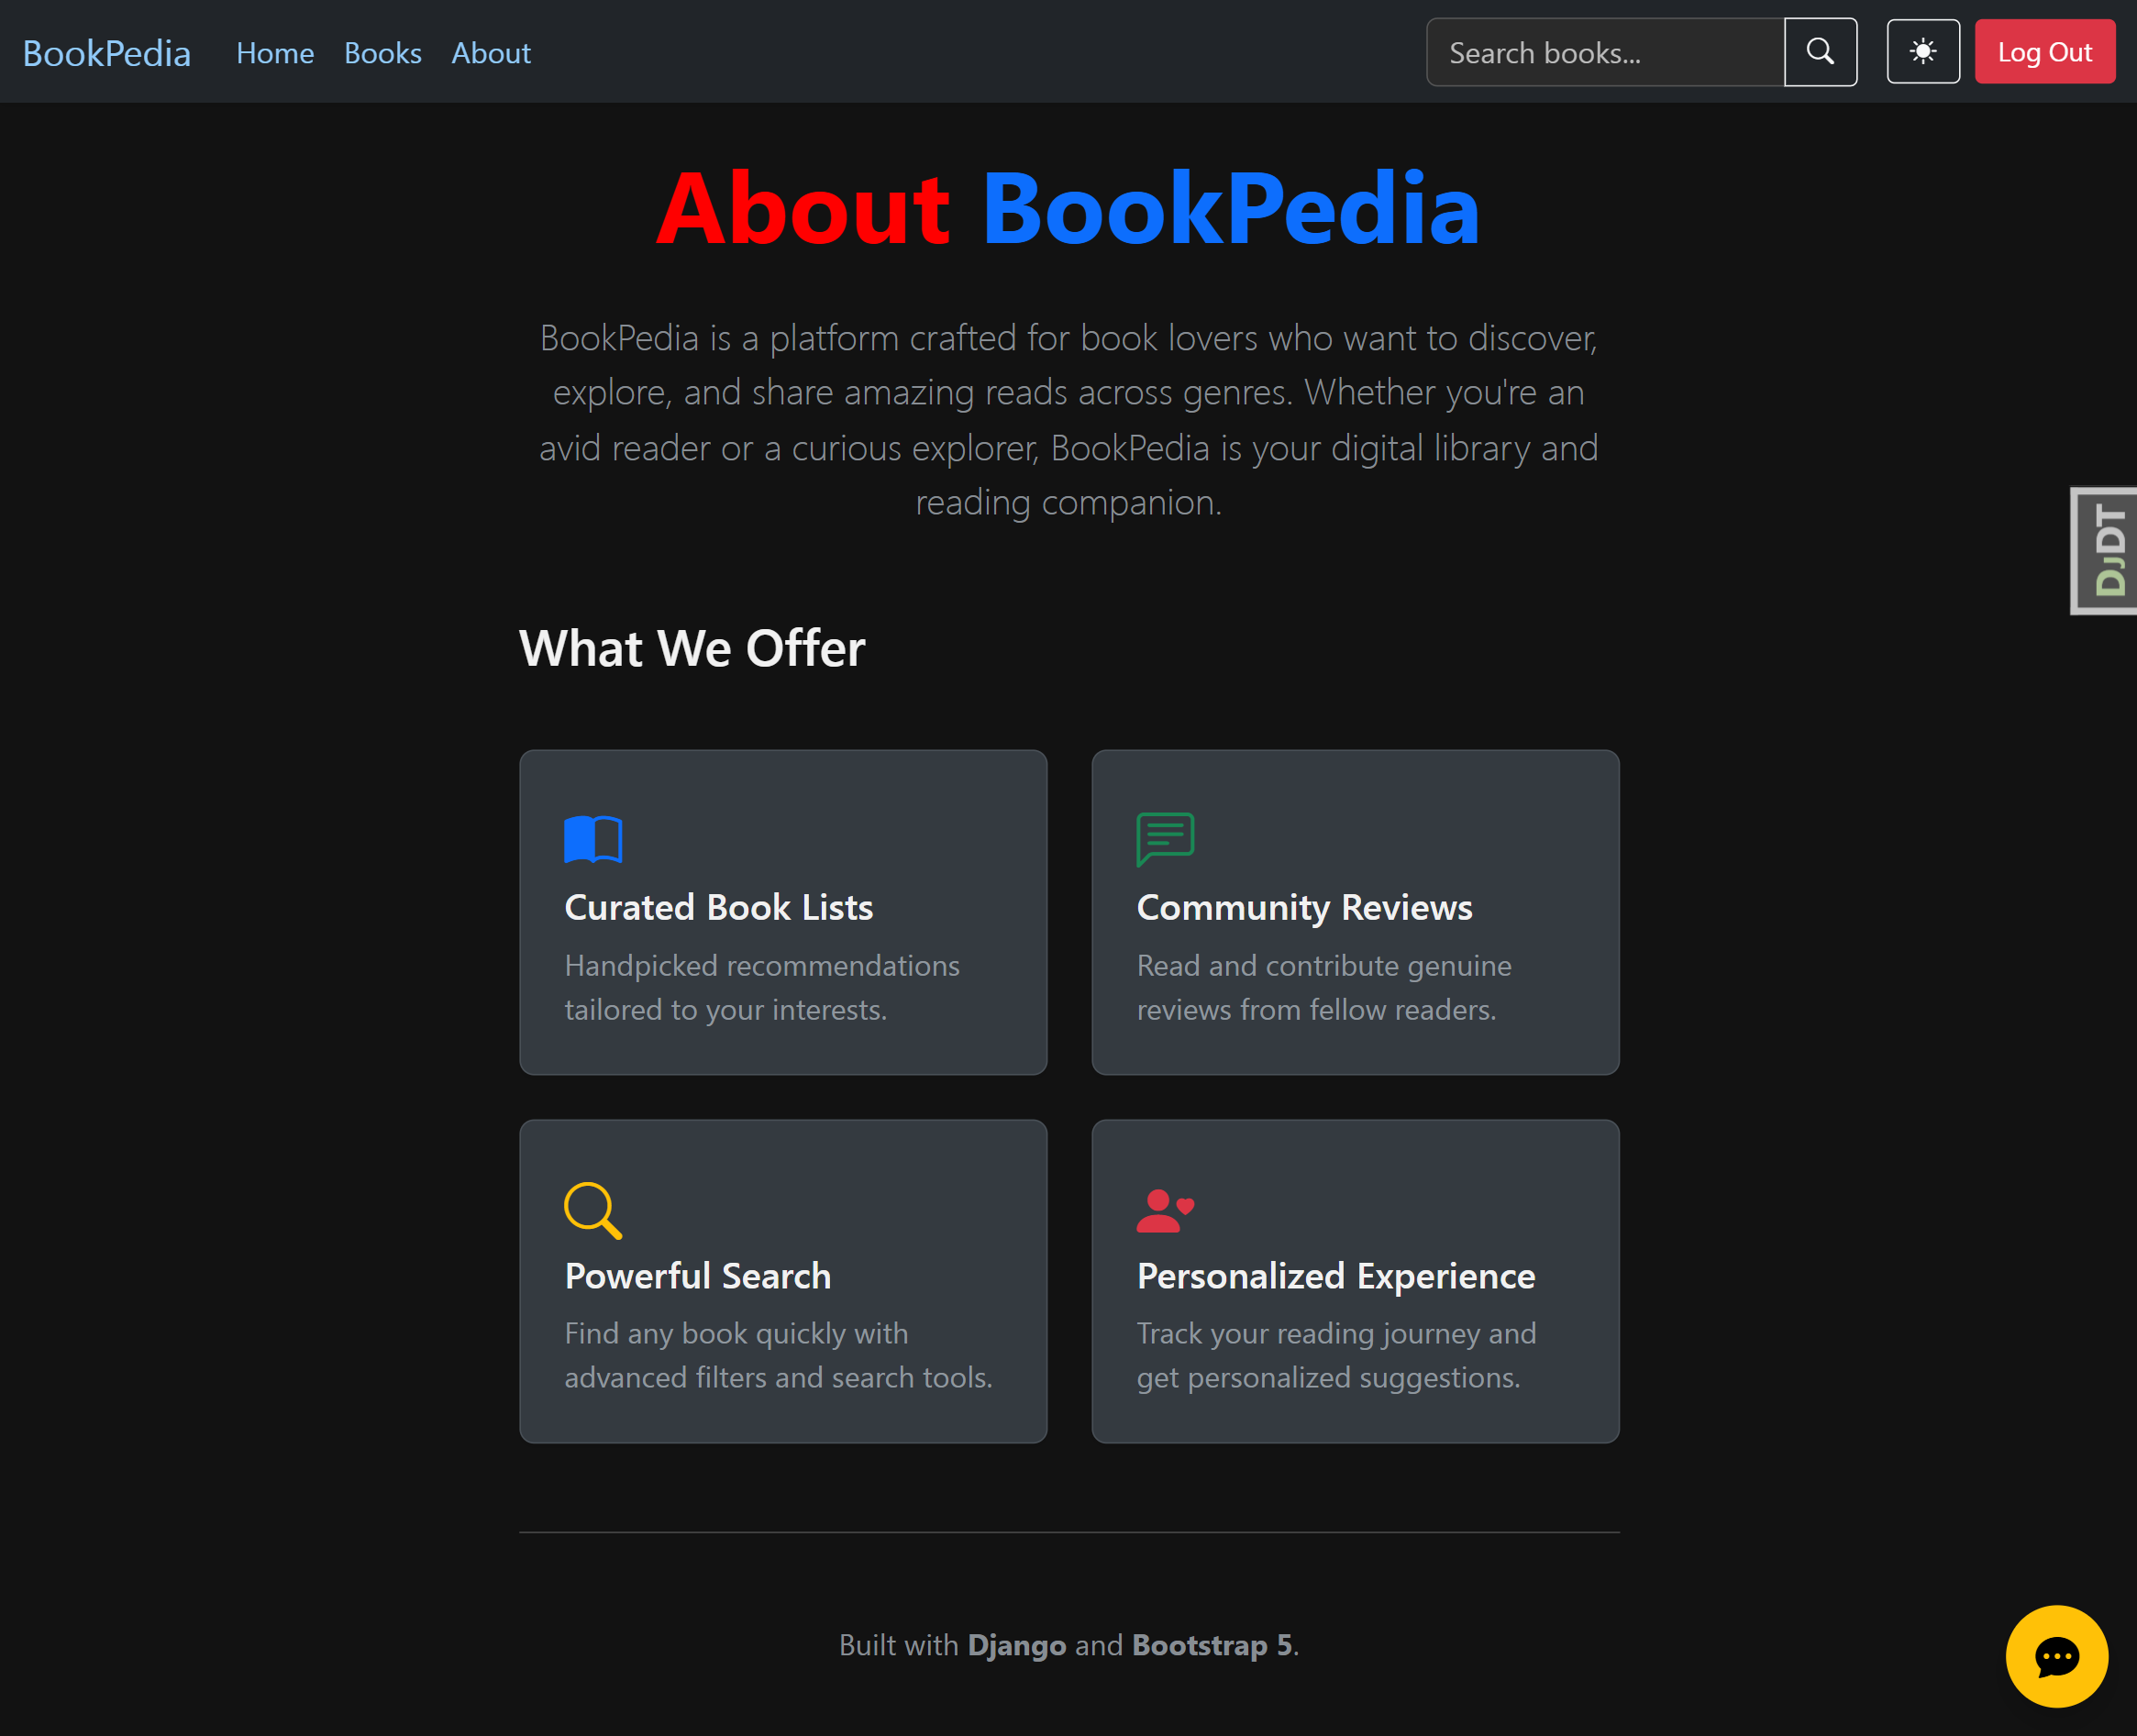 BookPedia Home Books About Search books... Log Out
About BookPedia
BookPedia is a platform crafted for book lovers who want to discover,
explore, and share amazing reads across genres. Whether you're an
avid reader or a curious explorer, BookPedia is your digital library and
reading companion.
DJDT
What We Offer
Curated Book Lists
Handpicked recommendations
tailored to your interests.
Community Reviews
Read and contribute genuine
reviews from fellow readers.
Powerful Search
Find any book quickly with
advanced filters and search tools.
Personalized Experience
Track your reading journey and
get personalized suggestions.
Built with Django and Bootstrap 5.